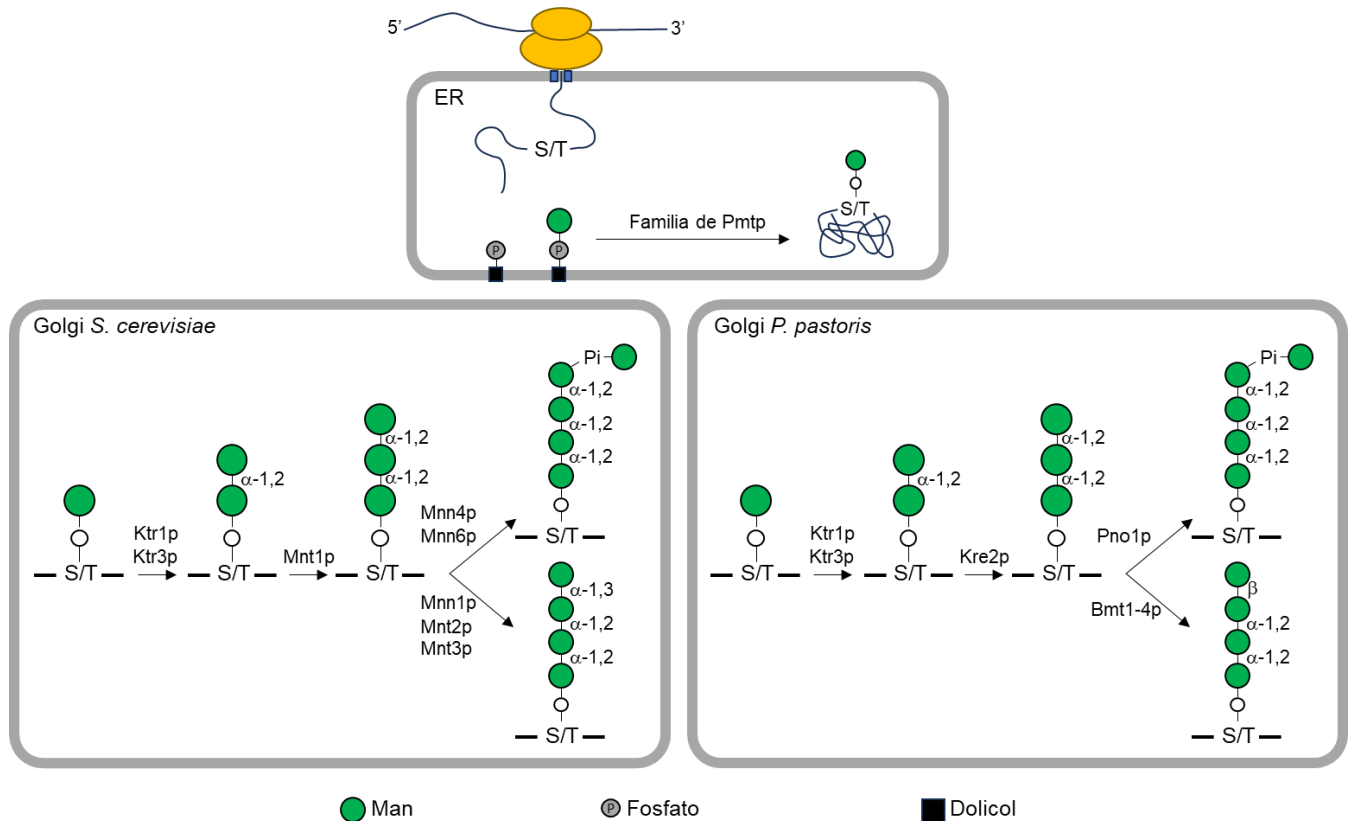 5’ 3’
ER
S/T
S/T
Familia de Pmtp
P P
Golgi S. cerevisiae
Pi
α-1,2
α-1,2
α-1,2
α-1,2
α-1,2
α-1,2
Ktr1p
Ktr3p
Mnt1p
Mnn4p
Mnn6p
S/T
S/T
S/T
S/T
Mnn1p
Mnt2p
Mnt3p
α-1,3
α-1,2
α-1,2
S/T
Golgi P. pastoris
Pi
α-1,2
α-1,2
α-1,2
α-1,2
α-1,2
α-1,2
Ktr1p
Ktr3p
Kre2p
Pno1p
S/T
S/T
S/T
S/T
Bmt1-4p
β
α-1,2
α-1,2
S/T
Man
P Fosfato
Dolicol